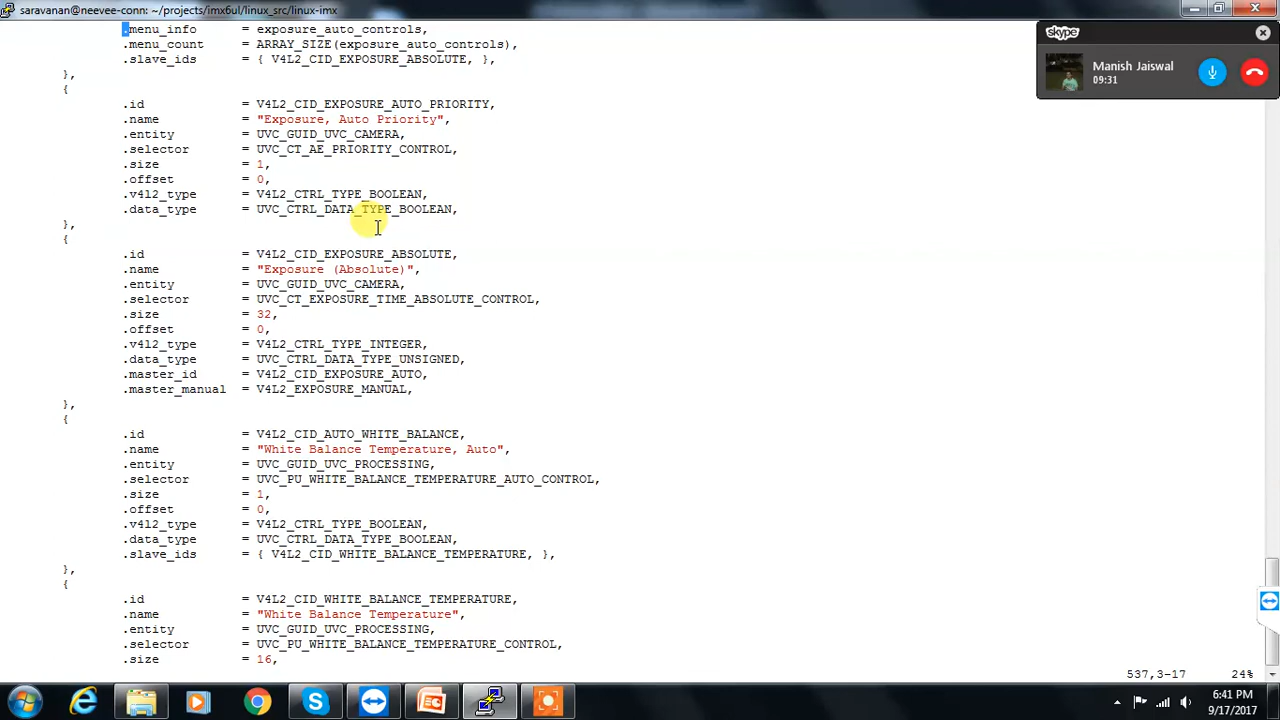 saravanan@neevee-conn: ~/projects/imx6ul/linux_src/linux-imx
.menu_info = exposure_auto_controls,
.menu_count = ARRAY_SIZE(exposure_auto_controls),
.slave_ids = { V4L2_CID_EXPOSURE_ABSOLUTE, },
},
{
.id = V4L2_CID_EXPOSURE_AUTO_PRIORITY,
.name = "Exposure, Auto Priority",
.entity = UVC_GUID_UVC_CAMERA,
.selector = UVC_CT_AE_PRIORITY_CONTROL,
.size = 1,
.offset = 0,
.v4l2_type = V4L2_CTRL_TYPE_BOOLEAN,
.data_type = UVC_CTRL_DATA_TYPE_BOOLEAN,
},
{
.id = V4L2_CID_EXPOSURE_ABSOLUTE,
.name = "Exposure (Absolute)",
.entity = UVC_GUID_UVC_CAMERA,
.selector = UVC_CT_EXPOSURE_TIME_ABSOLUTE_CONTROL,
.size = 32,
.offset = 0,
.v4l2_type = V4L2_CTRL_TYPE_INTEGER,
.data_type = UVC_CTRL_DATA_TYPE_UNSIGNED,
.master_id = V4L2_CID_EXPOSURE_AUTO,
.master_manual = V4L2_EXPOSURE_MANUAL,
},
{
.id = V4L2_CID_AUTO_WHITE_BALANCE,
.name = "White Balance Temperature, Auto",
.entity = UVC_GUID_UVC_PROCESSING,
.selector = UVC_PU_WHITE_BALANCE_TEMPERATURE_AUTO_CONTROL,
.size = 1,
.offset = 0,
.v4l2_type = V4L2_CTRL_TYPE_BOOLEAN,
.data_type = UVC_CTRL_DATA_TYPE_BOOLEAN,
.slave_ids = { V4L2_CID_WHITE_BALANCE_TEMPERATURE, },
},
{
.id = V4L2_CID_WHITE_BALANCE_TEMPERATURE,
.name = "White Balance Temperature",
.entity = UVC_GUID_UVC_PROCESSING,
.selector = UVC_PU_WHITE_BALANCE_TEMPERATURE_CONTROL,
.size = 16,
537,3-17 24%
skype
Manish Jaiswal
09:31
6:41 PM
9/17/2017